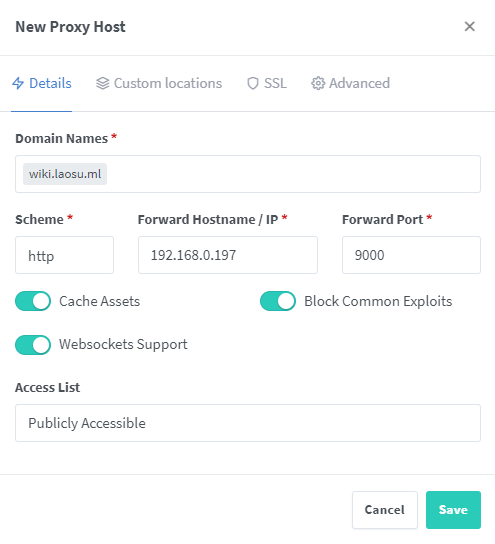 New Proxy Host
Details Custom locations SSL Advanced
Domain Names *
wiki.laosu.ml
Scheme * Forward Hostname / IP * Forward Port *
http 192.168.0.197 9000
Cache Assets Block Common Exploits
Websockets Support
Access List
Publicly Accessible
Cancel Save